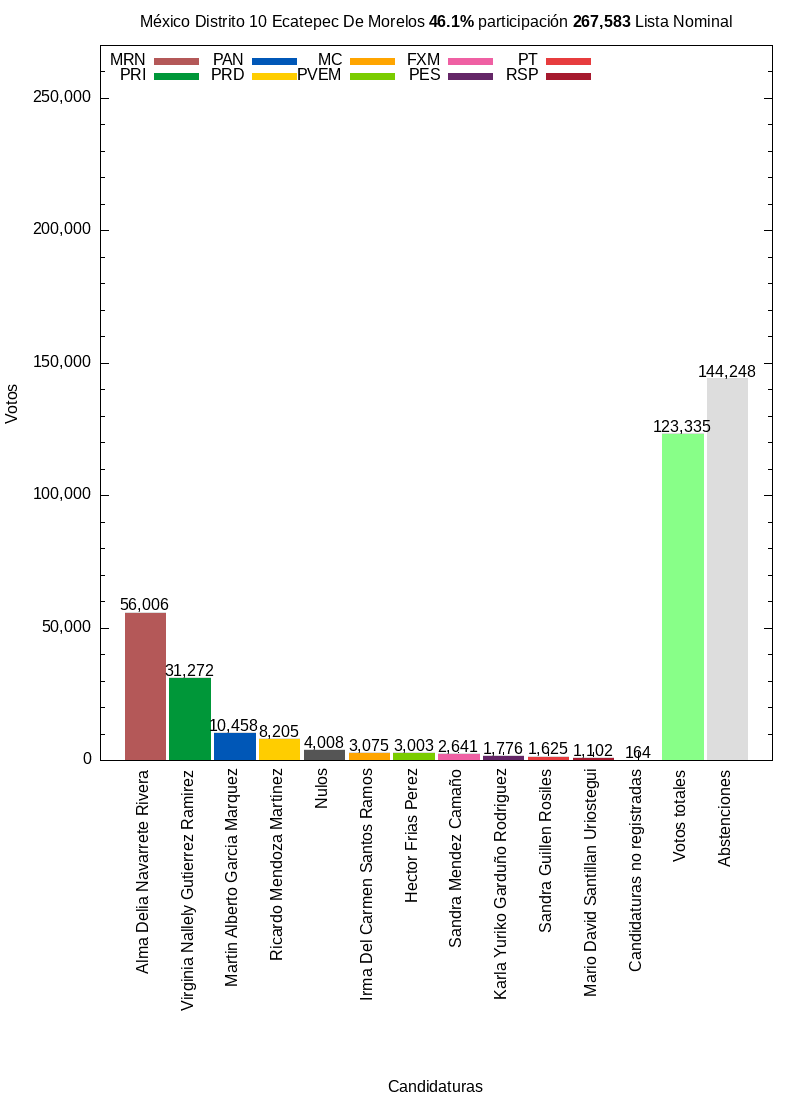 México Distrito 10 Ecatepec De Morelos 46.1% participación 267,583 Lista Nominal
MRN PAN MC FXM PT
PRI PRD PVEM PES RSP
250,000
200,000
150,000
100,000
50,000
0
Votos
56,006
31,272
10,458
8,205
4,008
3,075
3,003
2,641
1,776
1,625
1,102
164
123,335
144,248
Alma Delia Navarrete Rivera
Virginia Nallely Gutierrez Ramirez
Martin Alberto Garcia Marquez
Ricardo Mendoza Martinez
Nulos
Irma Del Carmen Santos Ramos
Hector Frias Perez
Sandra Mendez Camaño
Karla Yuriko Garduño Rodriguez
Sandra Guillen Rosiles
Mario David Santillan Uriostegui
Candidaturas no registradas
Votos totales
Abstenciones
Candidaturas